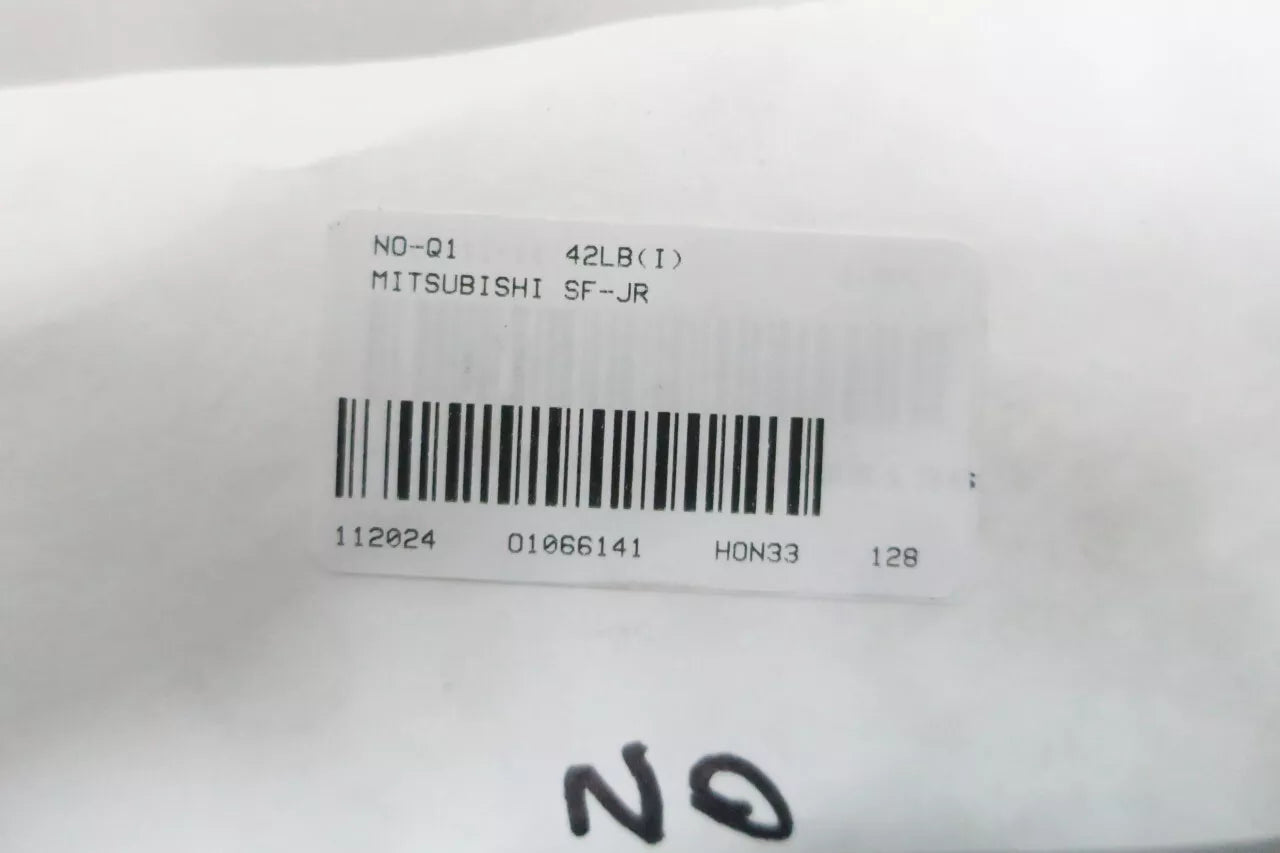 NO-Q1 42LB(I)
MITSUBISHI SF-JR
112024 01066141 HON33 128
NO